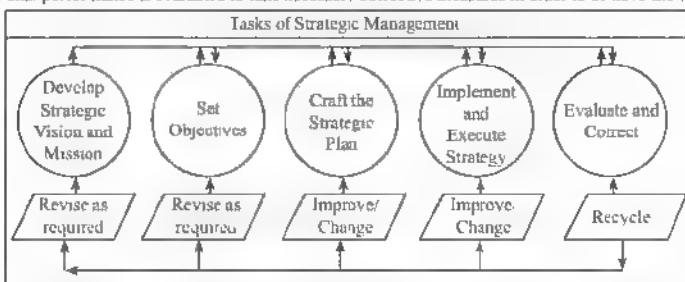 Tasks of Strategic Management
Develop
Strategic
Vision and
Mission
Set
Objectives
Craft the
Strategic
Plan
Implement
and
Execute
Strategy
Evaluate and
Correct
Revise as
required
Revise as
required
Improve/
Change
Improve
Change
Recycle